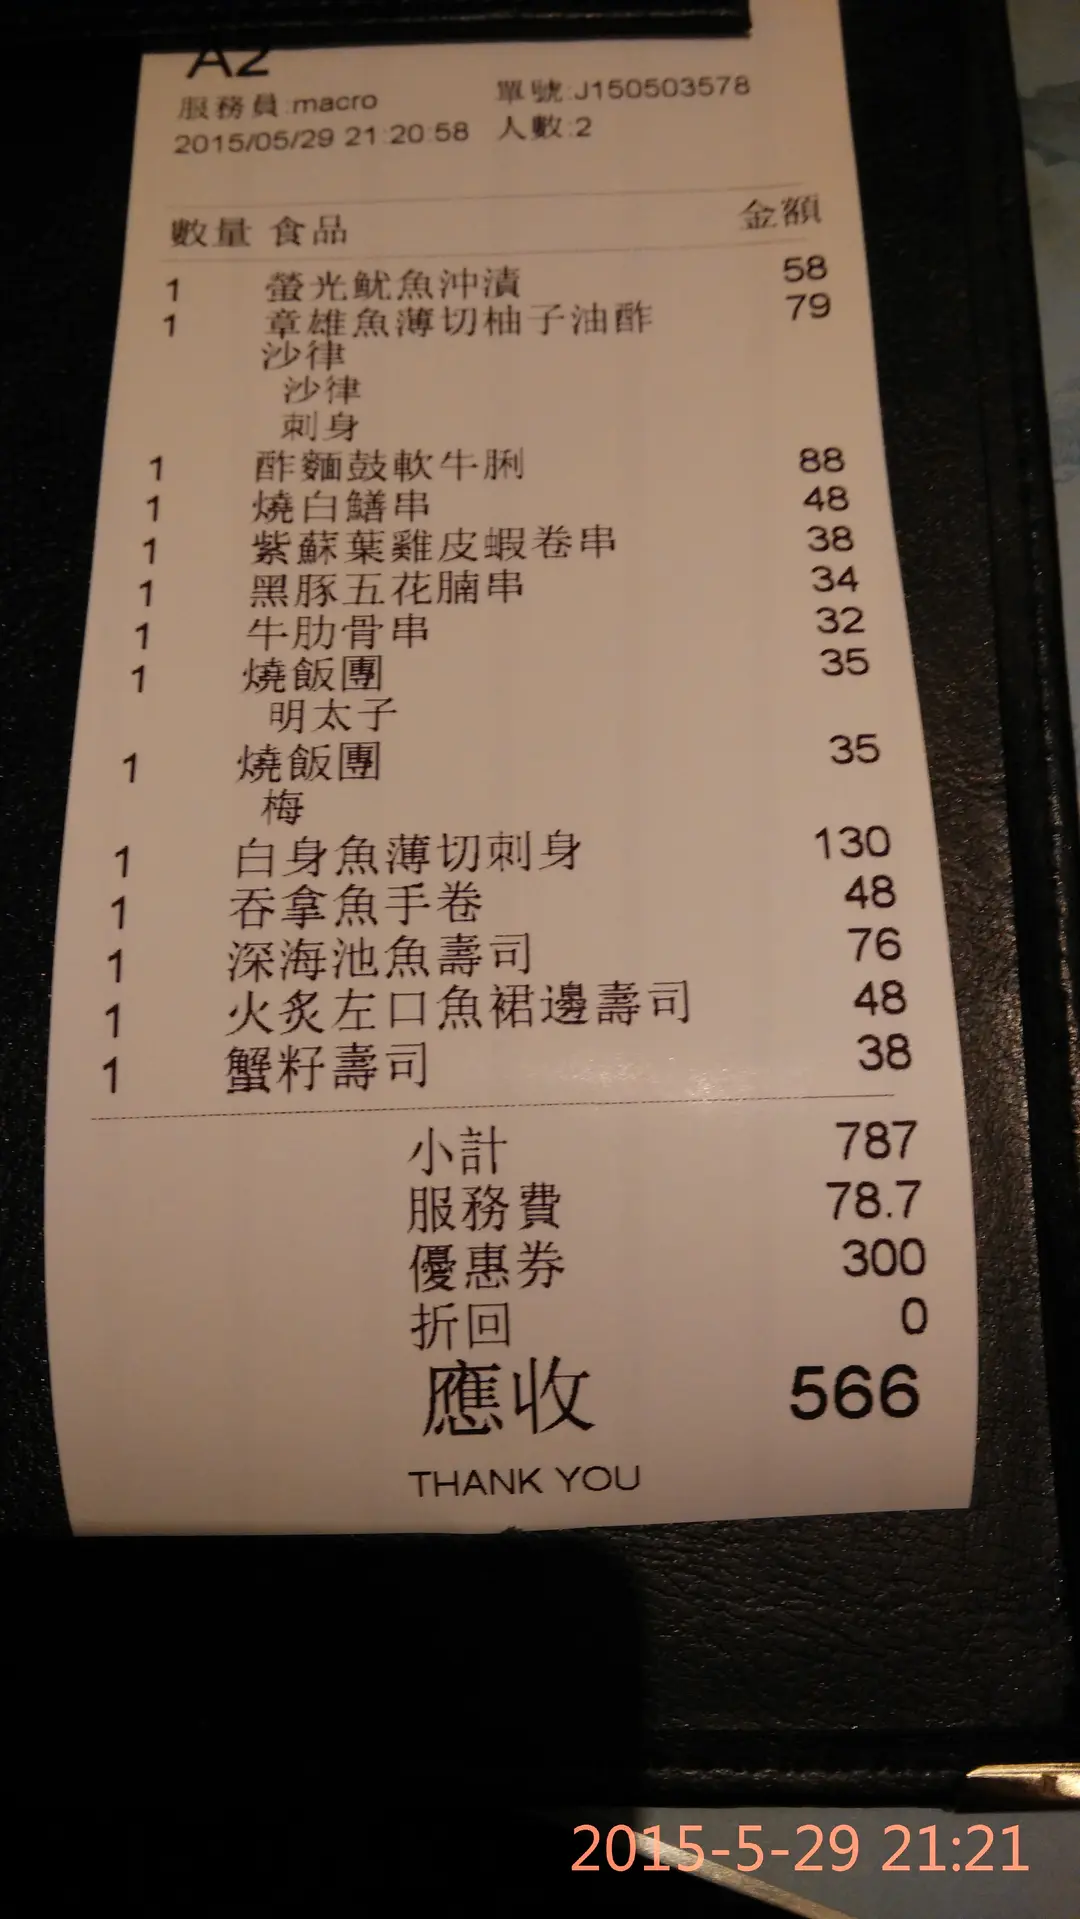 A2
服務員:macro 單號:J150503578
2015/05/29 21:20:58 人數:2
數量 食品 金額
1 螢光魷魚沖漬 58
1 章雄魚薄切柚子油酢 79
沙律
沙律
刺身
1 酢麵鼓軟牛脷 88
1 燒白鱔串 48
1 紫蘇葉雞皮蝦卷串 38
1 黑豚五花腩串 34
1 牛肋骨串 32
1 燒飯團 35
明太子
1 燒飯團 35
梅
1 白身魚薄切刺身 130
1 吞拿魚手卷 48
1 深海池魚壽司 76
1 火炙左口魚裙邊壽司 48
1 蟹籽壽司 38
小計 787
服務費 78.7
優惠券 300
折回 0
應收 566
THANK YOU
2015-5-29 21:21